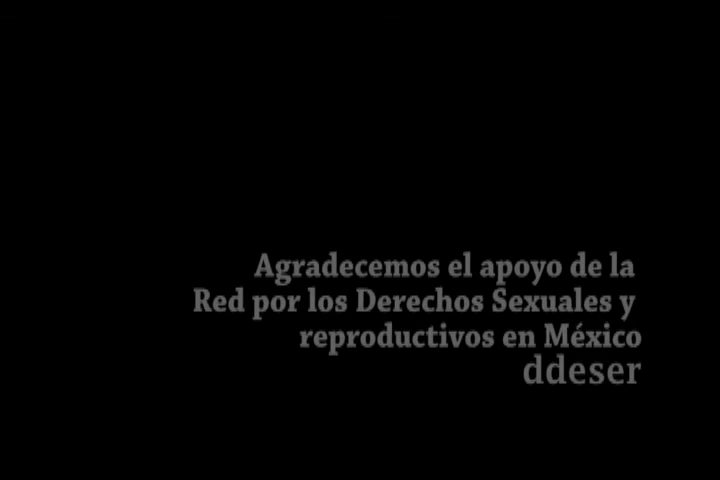 Agradecemos el apoyo de la
Red por los Derechos Sexuales y
reproductivos en México
ddeser